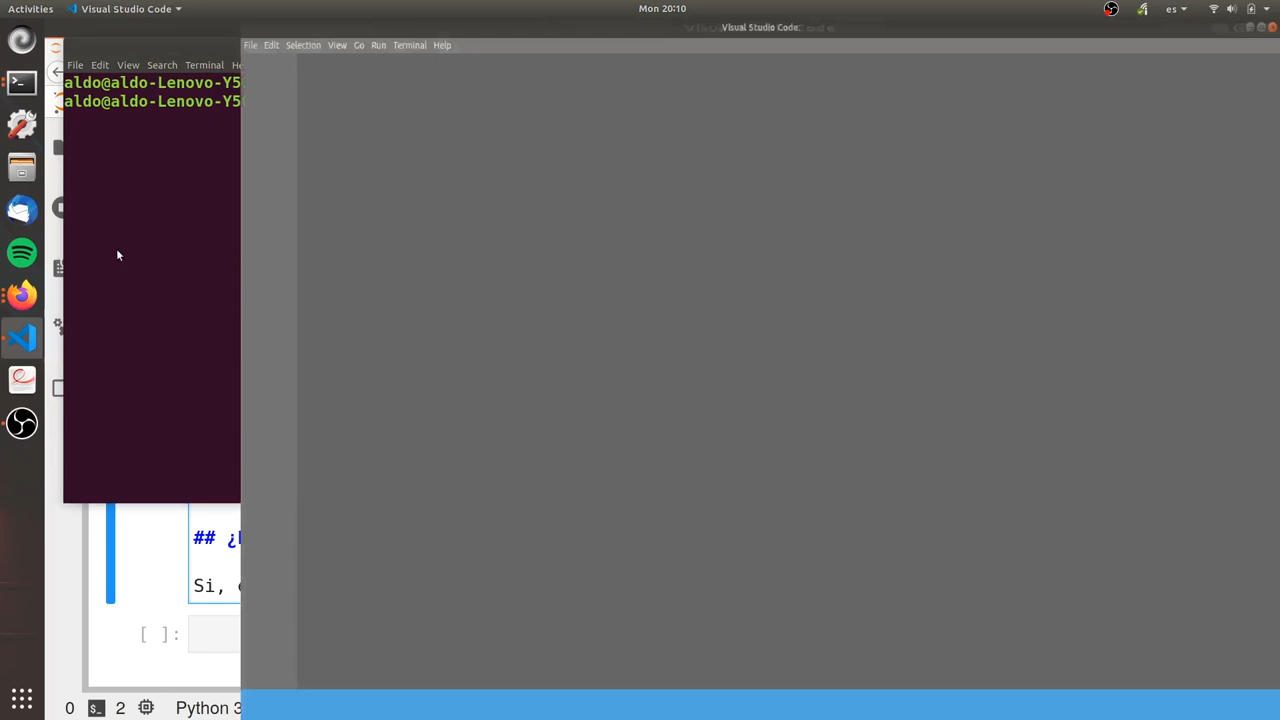 Activities Visual Studio Code Mon 20:10 es
Visual Studio Code
File Edit Selection View Go Run Terminal Help
File Edit View Search Terminal
aldo@aldo-Lenovo-Y5
aldo@aldo-Lenovo-Y5
## ¿
Si,
[ ]:
0 $_ 2 Python 3